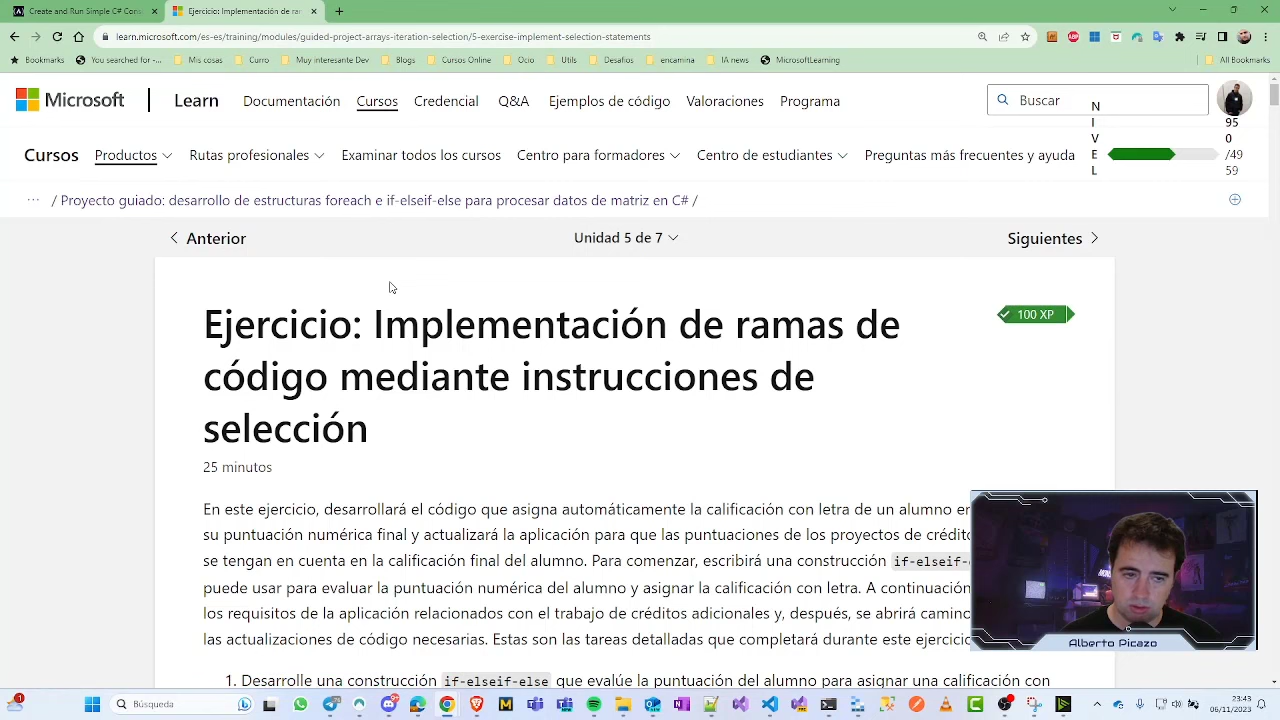 Create and Run Simple C# Cons
Ejercicio: Implementación de ra
learn.microsoft.com/es-es/training/modules/guided-project-arrays-iteration-selection/5-exercise-implement-selection-statements
Bookmarks You searched for -... Mis cosas Curro Muy interesante Dev Blogs Cursos Online Ocio Utils Desafios encamina IA news MicrosoftLearning All Bookmarks
Microsoft Learn Documentación Cursos Credencial Q&A Ejemplos de código Valoraciones Programa Buscar
Cursos Productos Rutas profesionales Examinar todos los cursos Centro para formadores Centro de estudiantes Preguntas más frecuentes y ayuda
N
I
V
E
L
95
0
/49
59
··· / Proyecto guiado: desarrollo de estructuras foreach e if-elseif-else para procesar datos de matriz en C# /
Anterior Unidad 5 de 7 Siguientes
Ejercicio: Implementación de ramas de
100 XP
código mediante instrucciones de
selección
25 minutos
En este ejercicio, desarrollará el código que asigna automáticamente la calificación con letra de un alumno en
su puntuación numérica final y actualizará la aplicación para que las puntuaciones de los proyectos de crédito
se tengan en cuenta en la calificación final del alumno. Para comenzar, escribirá una construcción if-elseif-
puede usar para evaluar la puntuación numérica del alumno y asignar la calificación con letra. A continuación
los requisitos de la aplicación relacionados con el trabajo de créditos adicionales y, después, se abrirá camino
las actualizaciones de código necesarias. Estas son las tareas detalladas que completará durante este ejercicio
1. Desarrolle una construcción if-elseif-else que evalúe la puntuación del alumno para asignar una calificación con
Alberto Picazo
Búsqueda
23:43
06/11/2023